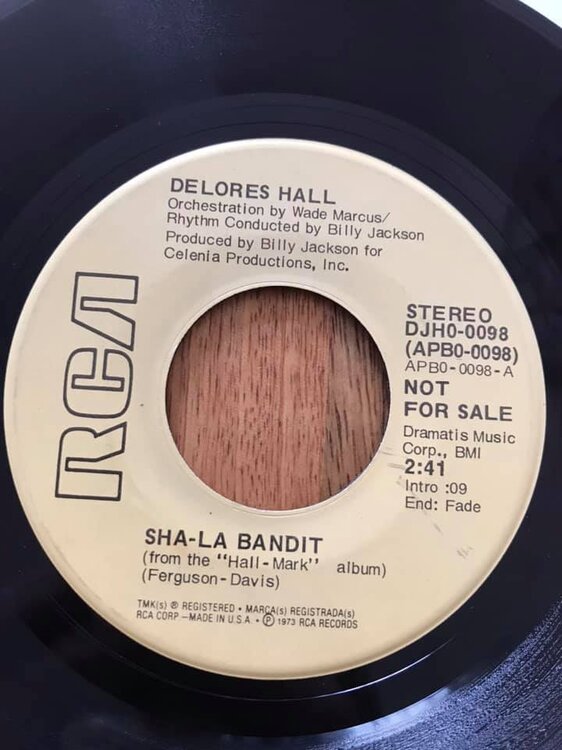 DELORES HALL
Orchestration by Wade Marcus/
Rhythm Conducted by Billy Jackson
Produced by Billy Jackson for
Celenia Productions, Inc.
RCA
STEREO
DJH0-0098
(APB0-0098)
APB0-0098-A
NOT
FOR SALE
Dramatis Music
Corp., BMI
2:41
Intro :09
End: Fade
SHA-LA BANDIT
(from the "Hall-Mark" album)
(Ferguson-Davis)
TMK(s) ® REGISTERED • MARCA(s) REGISTRADA(s)
RCA CORP—MADE IN U.S.A. • ℗ 1973 RCA RECORDS